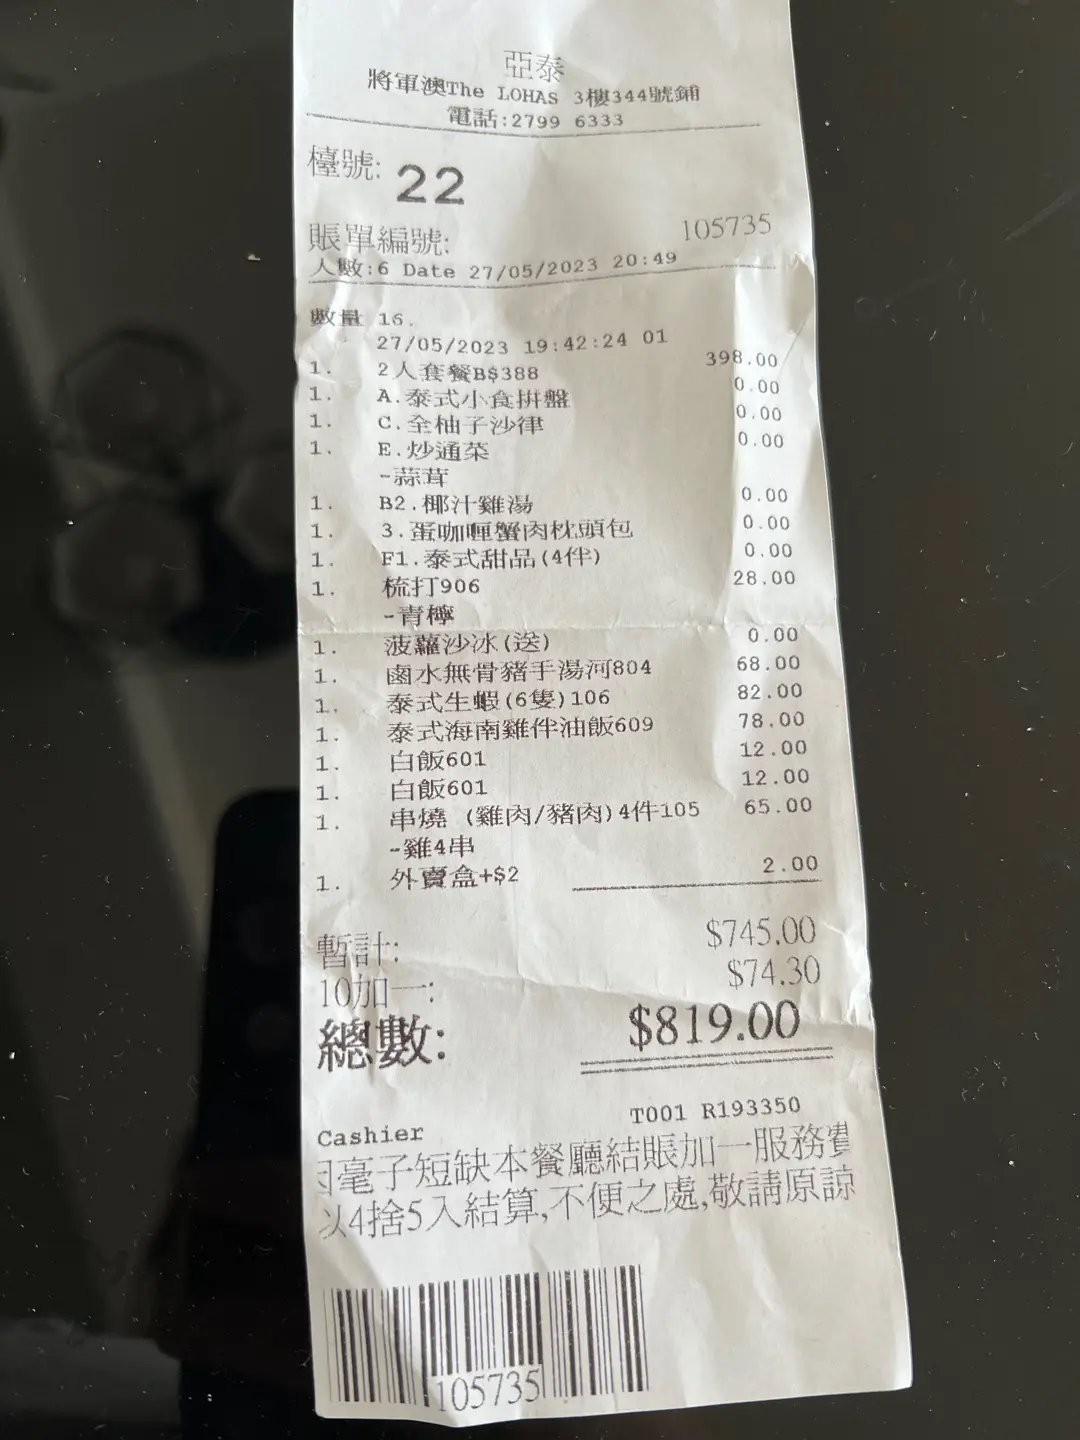 亞泰
將軍澳The LOHAS 3樓344號鋪
電話:2799 6333
檯號: 22
賬單編號: 105735
人數:6 Date 27/05/2023 20:49
數量 16.
27/05/2023 19:42:24 01
1. 2人套餐B$388 398.00
1. A.泰式小食拼盤 0.00
1. C.全柚子沙律 0.00
1. E.炒通菜 0.00
-蒜茸
1. B2.椰汁雞湯 0.00
1. 3.蛋咖喱蟹肉枕頭包 0.00
1. F1.泰式甜品(4件) 0.00
1. 梳打906 28.00
-青檸
1. 菠蘿沙冰(送) 0.00
1. 鹵水無骨豬手湯河804 68.00
1. 泰式生蝦(6隻)106 82.00
1. 泰式海南雞伴油飯609 78.00
1. 白飯601 12.00
1. 白飯601 12.00
1. 串燒 (雞肉/豬肉)4件105 65.00
-雞4串
1. 外賣盒+$2 2.00
暫計: $745.00
10加一: $74.30
總數: $819.00
T001 R193350
Cashier
因毫子短缺本餐廳結賬加一服務費
以4捨5入結算,不便之處,敬請原諒
105735